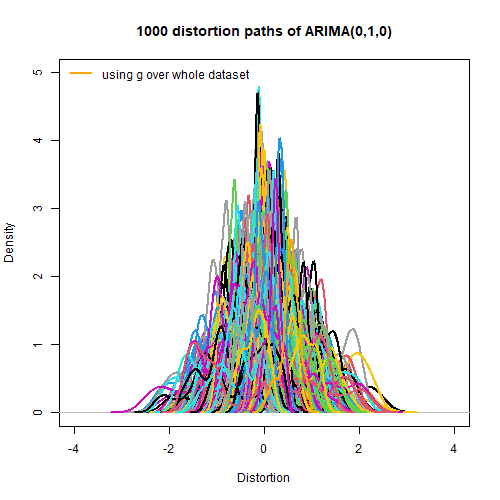 1000 distortion paths of ARIMA(0,1,0)
using g over whole dataset
Density
5
4
3
2
1
0
-4
-2
0
2
4
Distortion